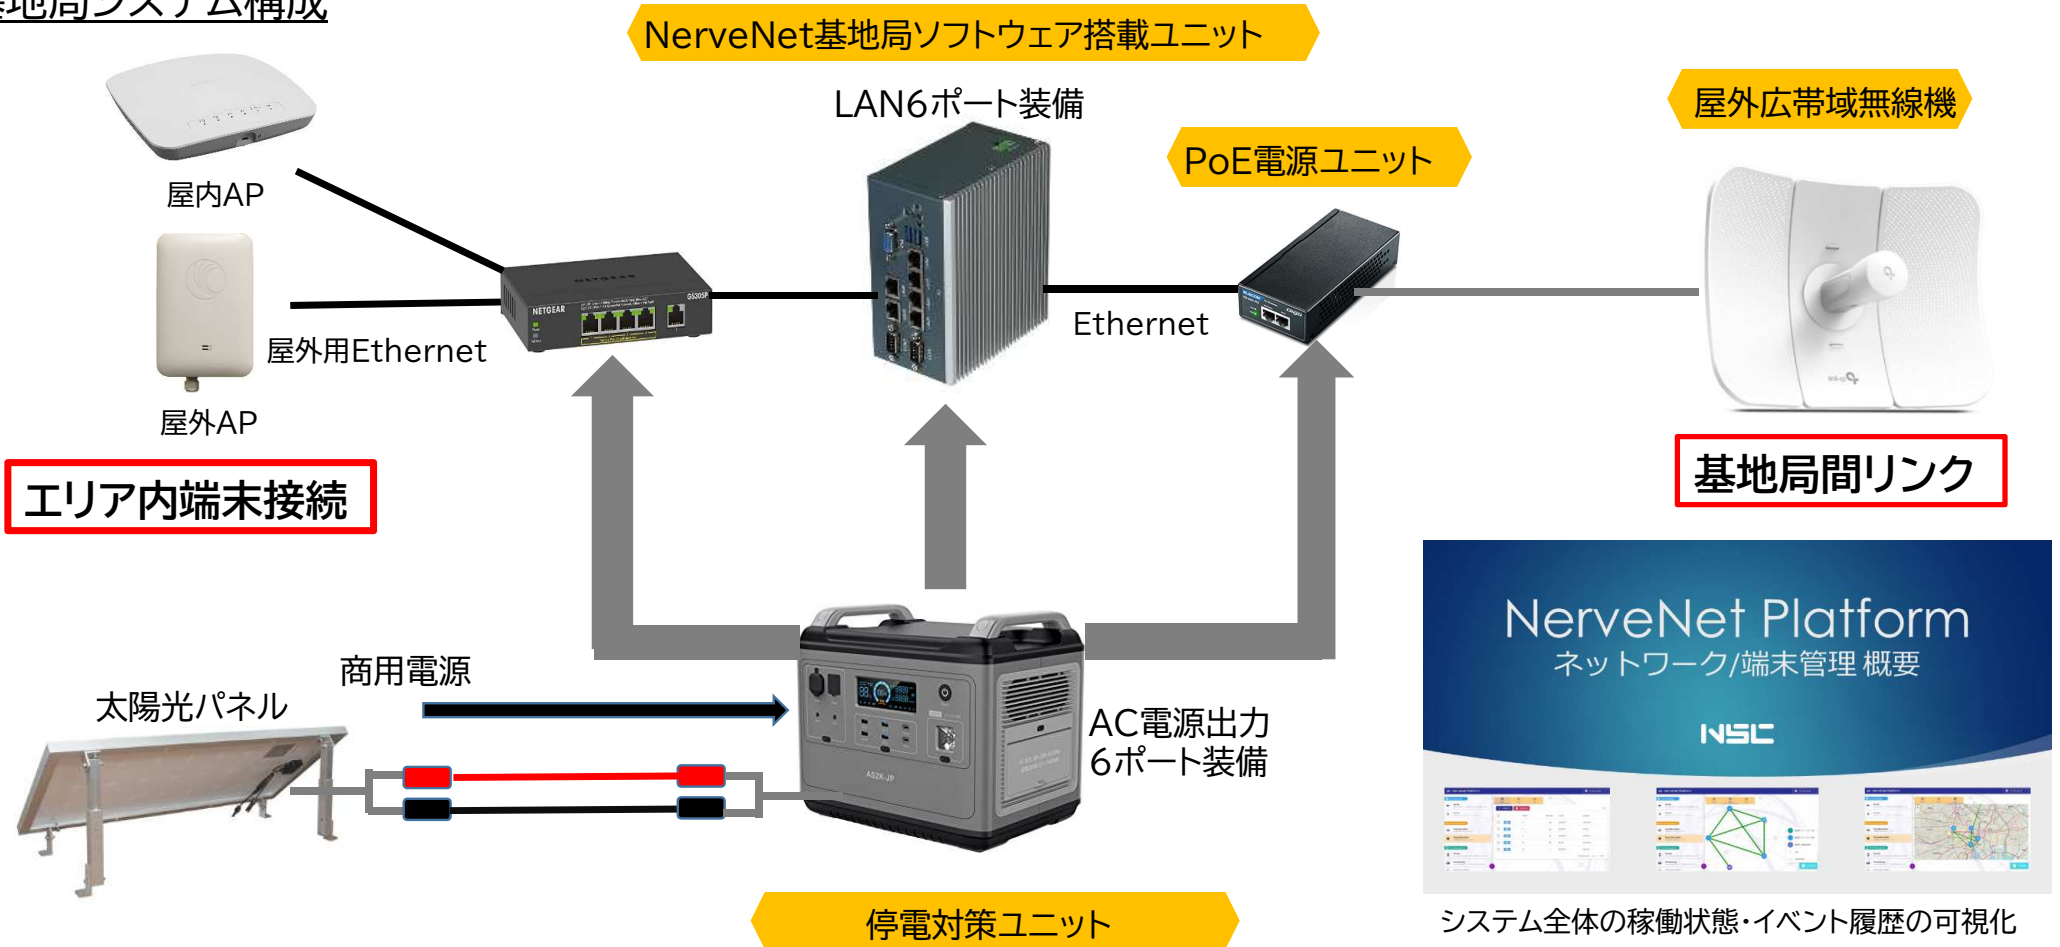 基地局システム構成
NerveNet基地局ソフトウェア搭載ユニット
LAN6ポート装備
屋外広帯域無線機
PoE電源ユニット
屋内AP
NETGEAR
GS305P
NETGEAR
Ethernet
屋外用Ethernet
屋外AP
エリア内端末接続
基地局間リンク
商用電源
太陽光パネル
AC電源出力
6ポート装備
AS2K-JP
停電対策ユニット
NerveNet Platform
ネットワーク/端末管理 概要
NSC
システム全体の稼働状態・イベント履歴の可視化